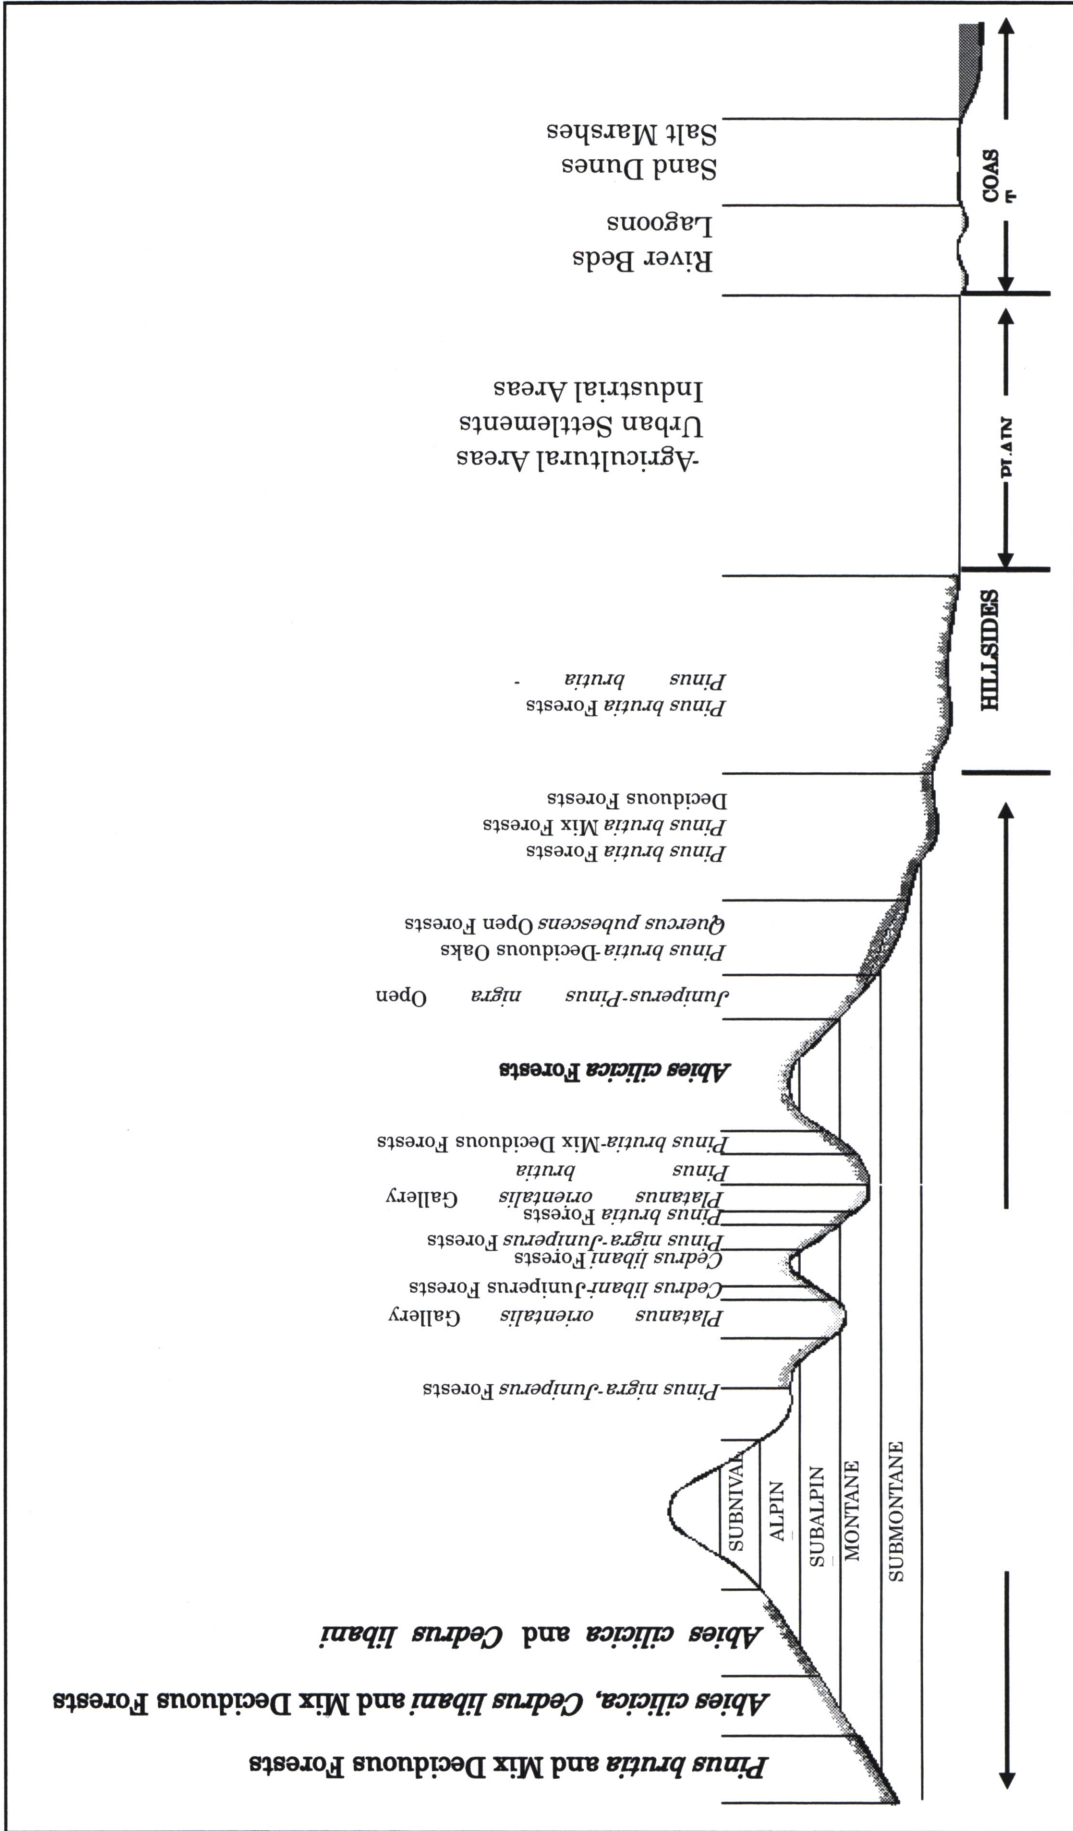 Salt Marshes
Sand Dunes
Lagoons
River Beds
COAS
T
Industrial Areas
Urban Settlements
-Agricultural Areas
PLAIN
HILLSIDES
Pinus brutia -
Pinus brutia Forests
Deciduous Forests
Pinus brutia Mix Forests
Pinus brutia Forests
Quercus pubescens Open Forests
Pinus brutia-Deciduous Oaks
Juniperus-Pinus nigra Open
Abies cilicica Forests
Pinus brutia-Mix Deciduous Forests
Pinus brutia
Platanus orientalis Gallery
Pinus brutia Forests
Pinus nigra-Juniperus Forests
Cedrus libani Forests
Cedrus libani-Juniperus Forests
Platanus orientalis Gallery
Pinus nigra-Juniperus Forests
SUBNIVAL
ALPIN
SUBALPIN
MONTANE
SUBMONTANE
Abies cilicica and Cedrus libani
Abies cilicica, Cedrus libani and Mix Deciduous Forests
Pinus brutia and Mix Deciduous Forests